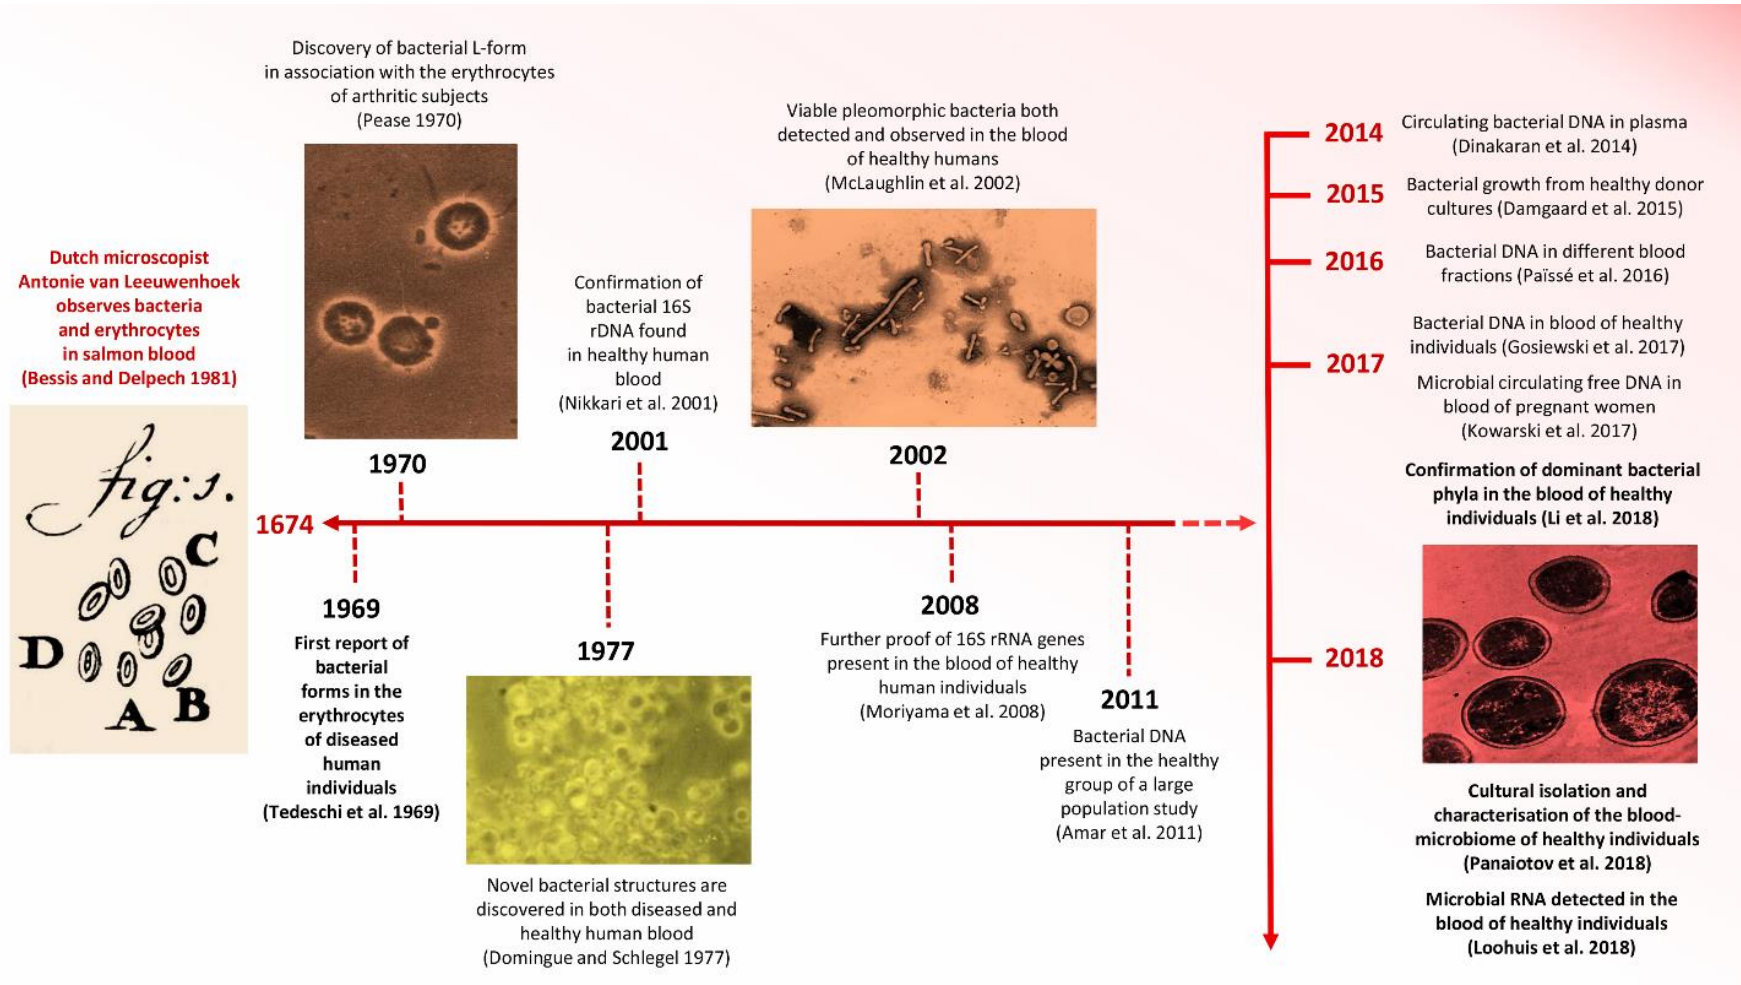 Dutch microscopist
Antonie van Leeuwenhoek
observes bacteria
and erythrocytes
in salmon blood
(Bessis and Delpech 1981)
fig: 1.
C
D
A
B
1674
Discovery of bacterial L-form
in association with the erythrocytes
of arthritic subjects
(Pease 1970)
1970
1969
First report of
bacterial
forms in the
erythrocytes
of diseased
human
individuals
(Tedeschi et al. 1969)
Confirmation of
bacterial 16S
rDNA found
in healthy human
blood
(Nikkari et al. 2001)
2001
1977
Novel bacterial structures are
discovered in both diseased and
healthy human blood
(Domingue and Schlegel 1977)
Viable pleomorphic bacteria both
detected and observed in the blood
of healthy humans
(McLaughlin et al. 2002)
2002
2008
Further proof of 16S rRNA genes
present in the blood of healthy
human individuals
(Moriyama et al. 2008)
2011
Bacterial DNA
present in the healthy
group of a large
population study
(Amar et al. 2011)
2014
Circulating bacterial DNA in plasma
(Dinakaran et al. 2014)
2015
Bacterial growth from healthy donor
cultures (Damgaard et al. 2015)
2016
Bacterial DNA in different blood
fractions (Païssé et al. 2016)
2017
Bacterial DNA in blood of healthy
individuals (Gosiewski et al. 2017)
Microbial circulating free DNA in
blood of pregnant women
(Kowarski et al. 2017)
2018
Confirmation of dominant bacterial
phyla in the blood of healthy
individuals (Li et al. 2018)
Cultural isolation and
characterisation of the blood-
microbiome of healthy individuals
(Panaiotov et al. 2018)
Microbial RNA detected in the
blood of healthy individuals
(Loohuis et al. 2018)